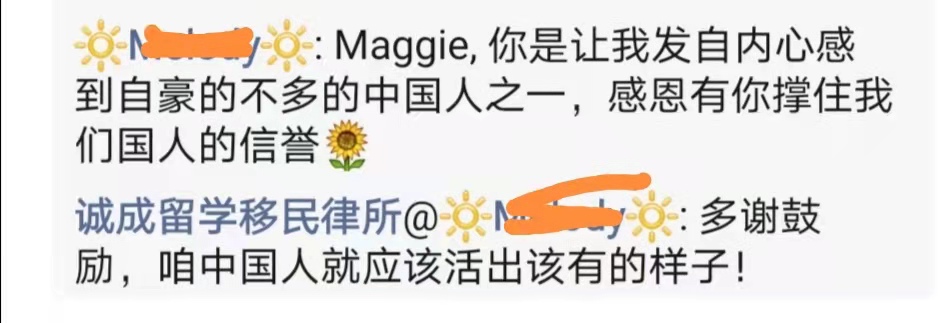 : Maggie, 你是让我发自内心感
到自豪的不多的中国人之一，感恩有你撑住我
们国人的信誉🌻
诚成留学移民律所@ : 多谢鼓
励，咱中国人就应该活出该有的样子！